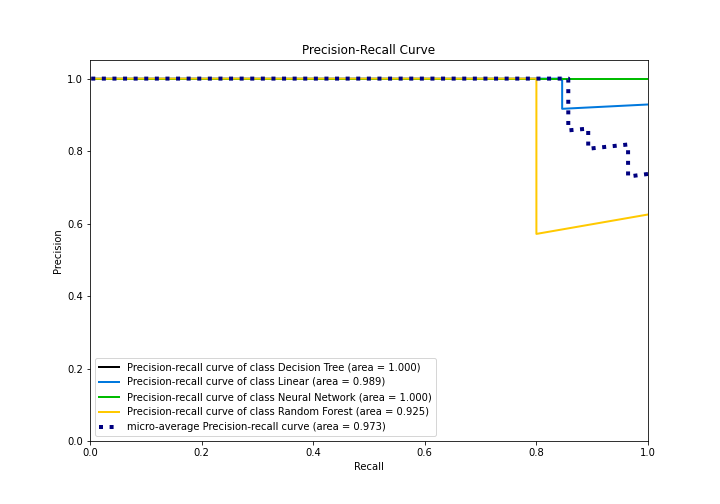 Precision-Recall Curve
1.0
0.8
0.6
0.4
0.2
0.0
Precision
Precision-recall curve of class Decision Tree (area = 1.000)
Precision-recall curve of class Linear (area = 0.989)
Precision-recall curve of class Neural Network (area = 1.000)
Precision-recall curve of class Random Forest (area = 0.925)
micro-average Precision-recall curve (area = 0.973)
0.0 0.2 0.4 0.6 0.8 1.0
Recall